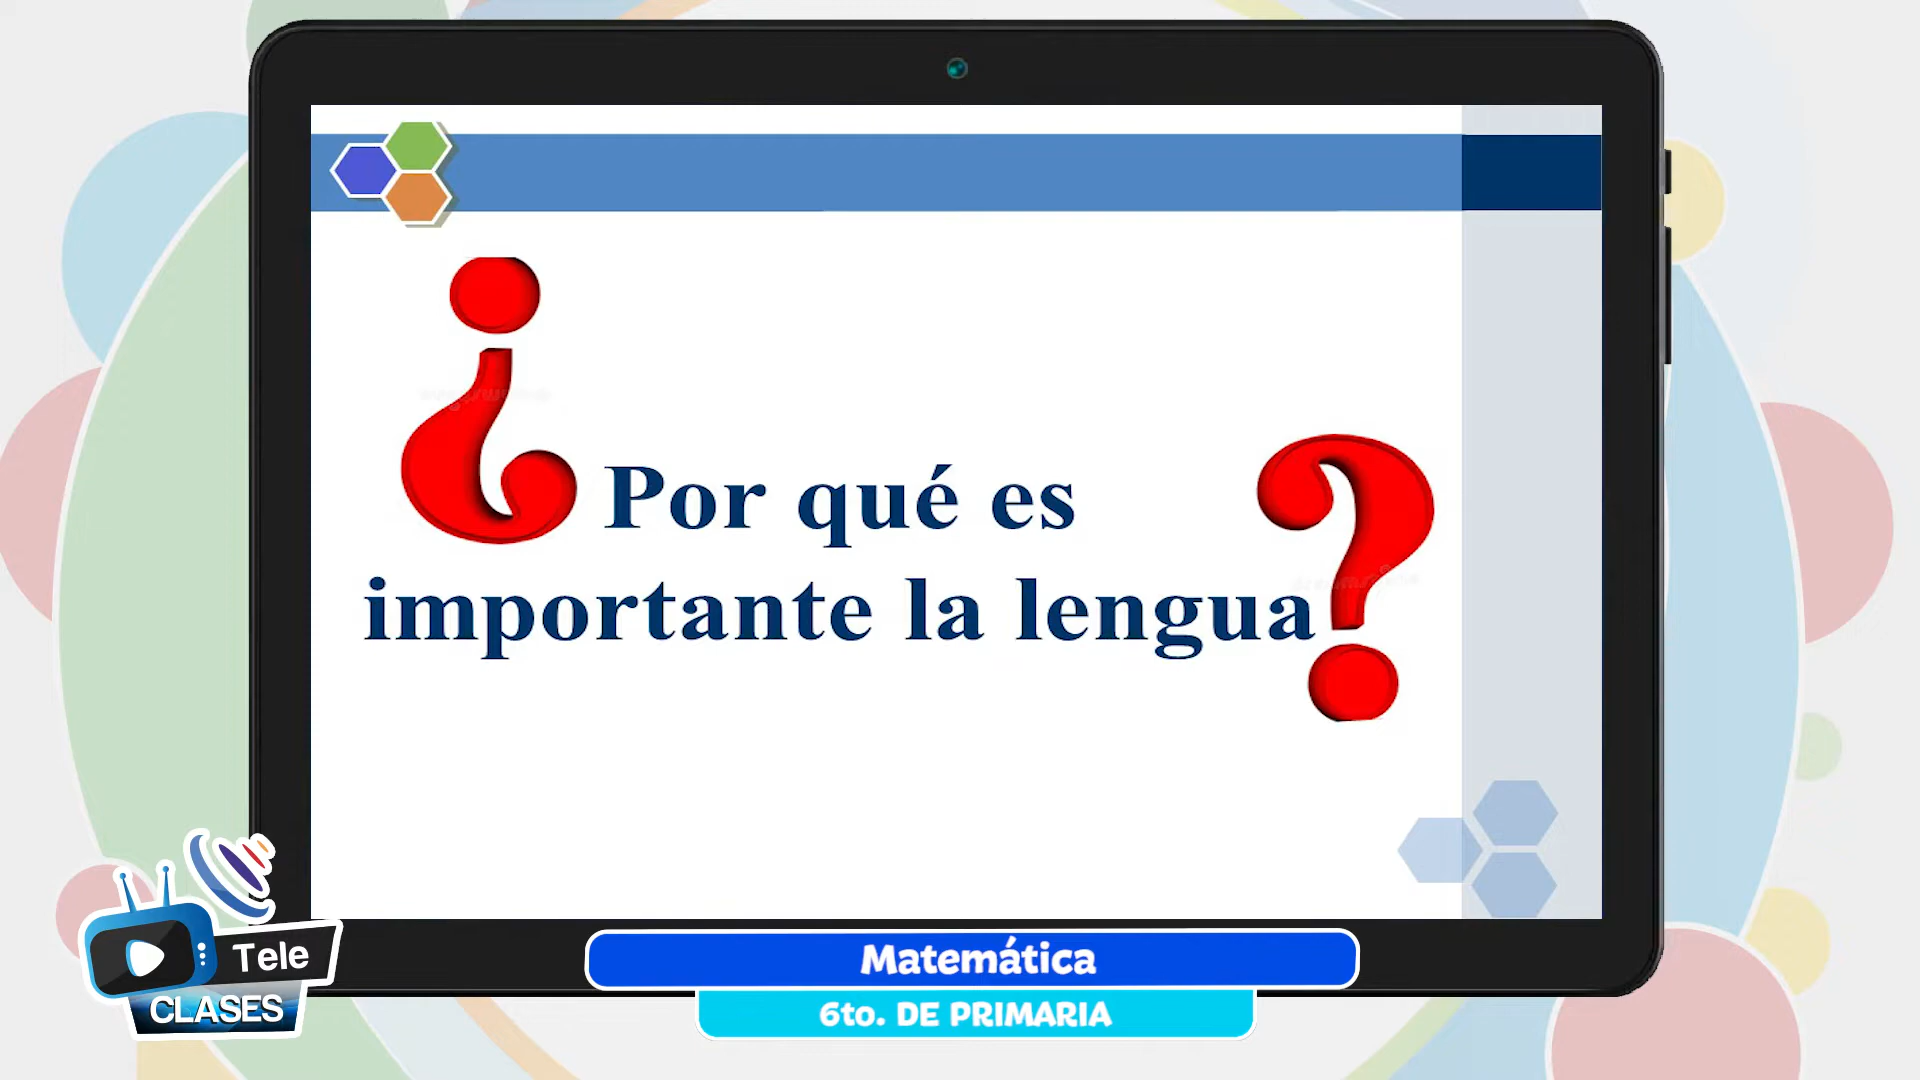 ¿Por qué es
importante la lengua?
Tele
CLASES
Matemática
6to. DE PRIMARIA